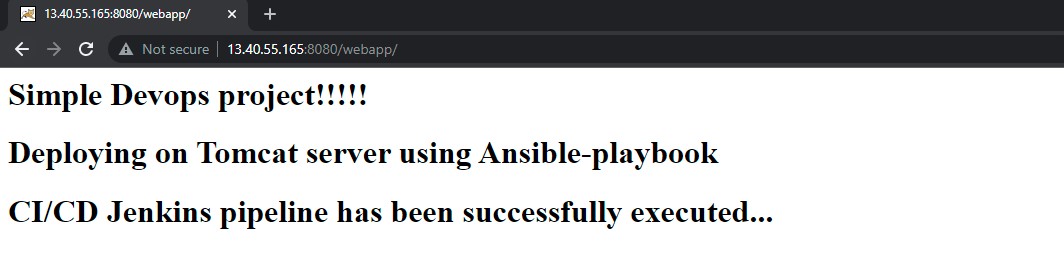 13.40.55.165:8080/webapp/
Not secure 13.40.55.165:8080/webapp/
Simple Devops project!!!!!
Deploying on Tomcat server using Ansible-playbook
CI/CD Jenkins pipeline has been successfully executed...